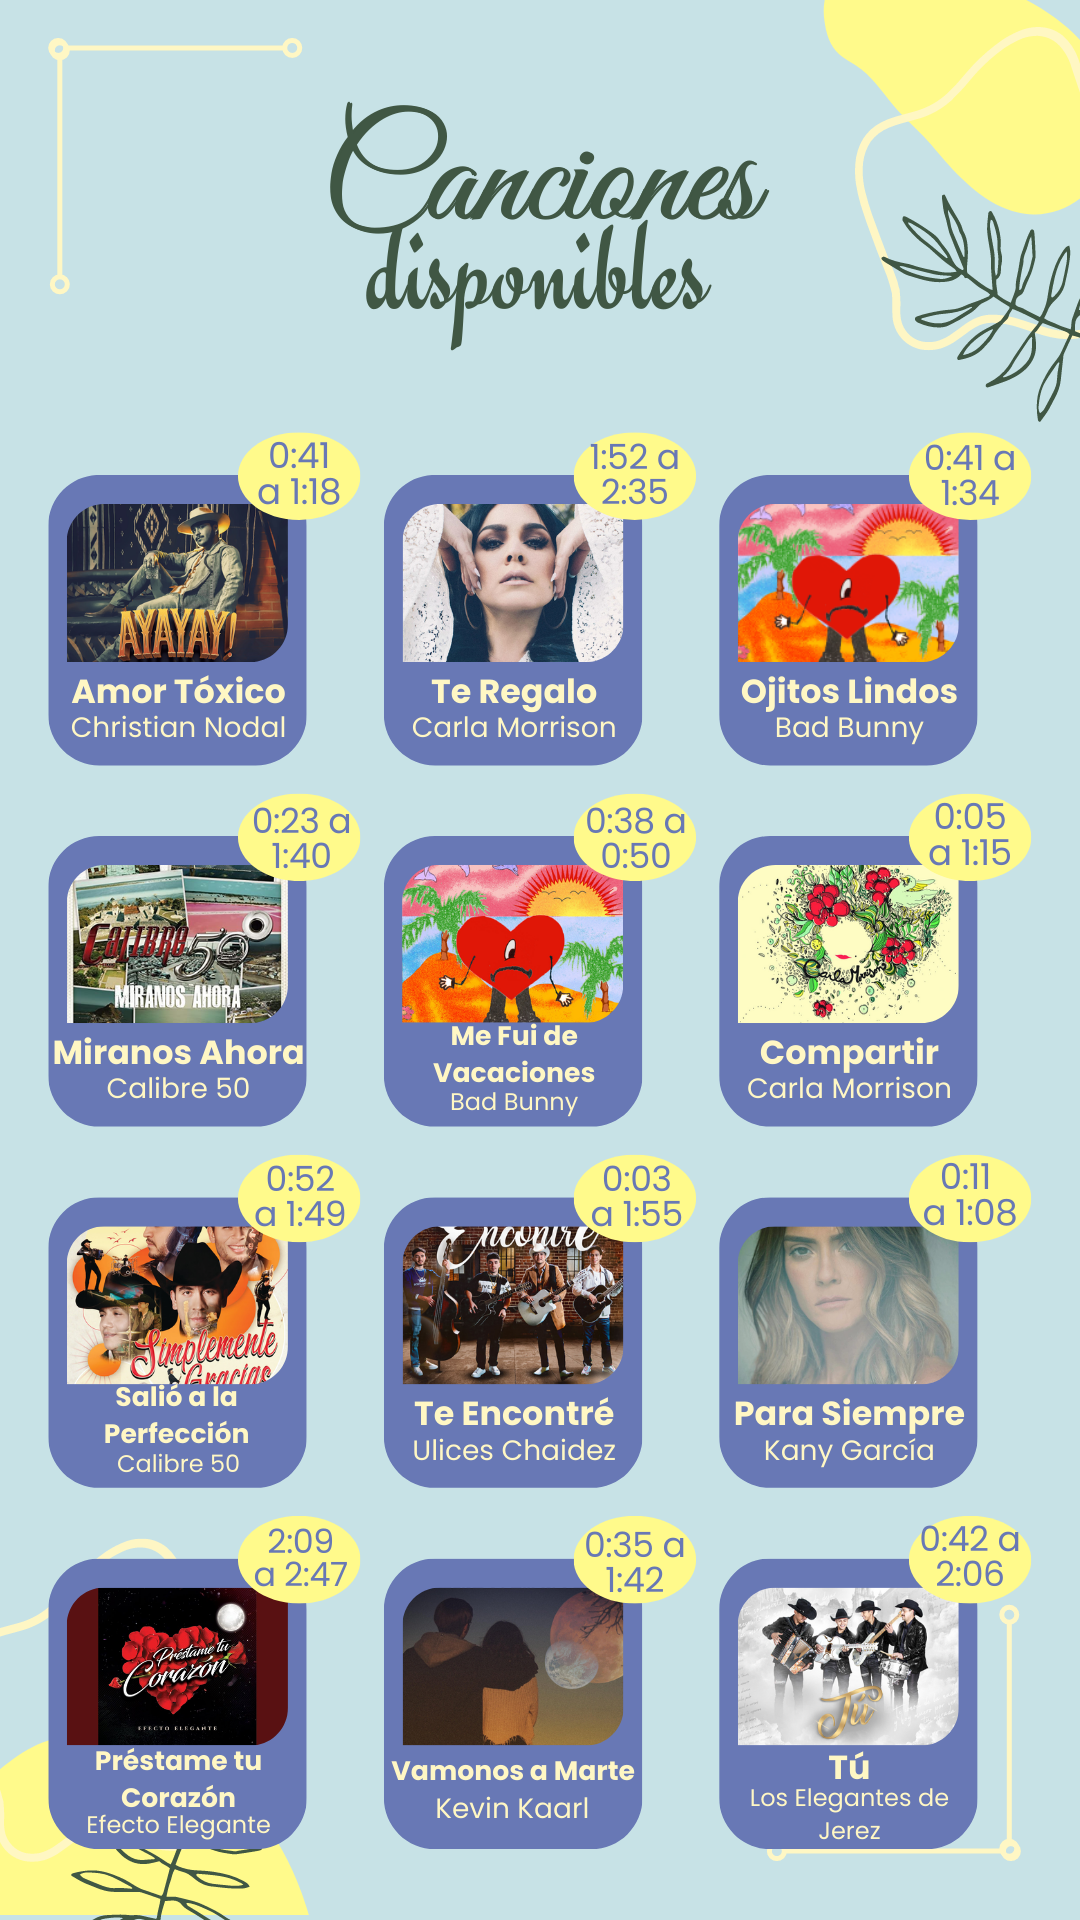 Canciones
disponibles
0:41
a 1:18
AYAYAY!
Amor Tóxico
Christian Nodal
1:52 a
2:35
Te Regalo
Carla Morrison
0:41 a
1:34
Ojitos Lindos
Bad Bunny
0:23 a
1:40
CALIBRE 50
MIRANOS AHORA
Miranos Ahora
Calibre 50
0:38 a
0:50
Me Fui de
Vacaciones
Bad Bunny
0:05
a 1:15
Carla Morrison
Compartir
Carla Morrison
0:52
a 1:49
Simplemente
Gracias
Salió a la
Perfección
Calibre 50
0:03
a 1:55
Encontré
Te Encontré
Ulices Chaidez
0:11
a 1:08
Para Siempre
Kany García
2:09
a 2:47
Préstame tu
Corazón
EFECTO ELEGANTE
Préstame tu
Corazón
Efecto Elegante
0:35 a
1:42
Vamonos a Marte
Kevin Kaarl
0:42 a
2:06
Tú
Tú
Los Elegantes de
Jerez